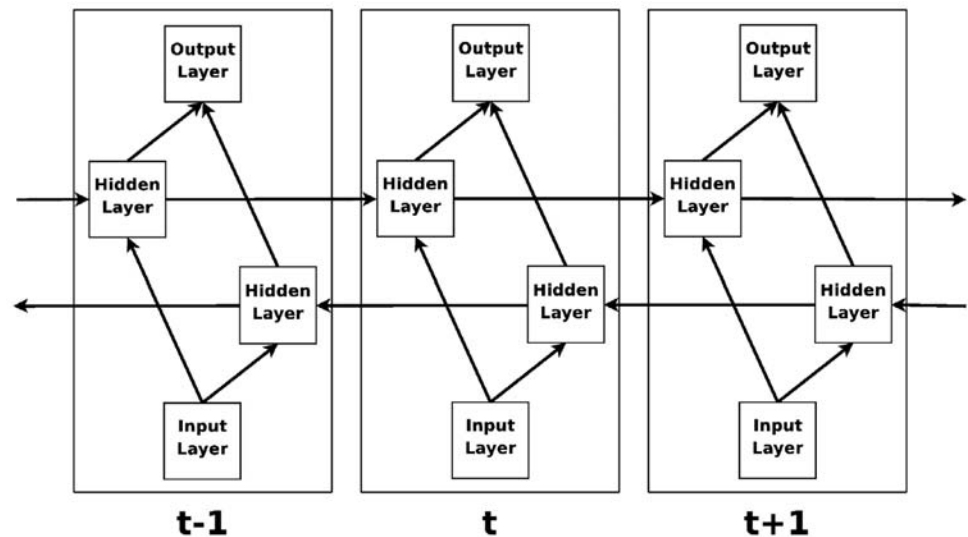 Output
Layer
Output
Layer
Output
Layer
Hidden
Layer
Hidden
Layer
Hidden
Layer
Hidden
Layer
Hidden
Layer
Hidden
Layer
Input
Layer
Input
Layer
Input
Layer
t-1
t
t+1